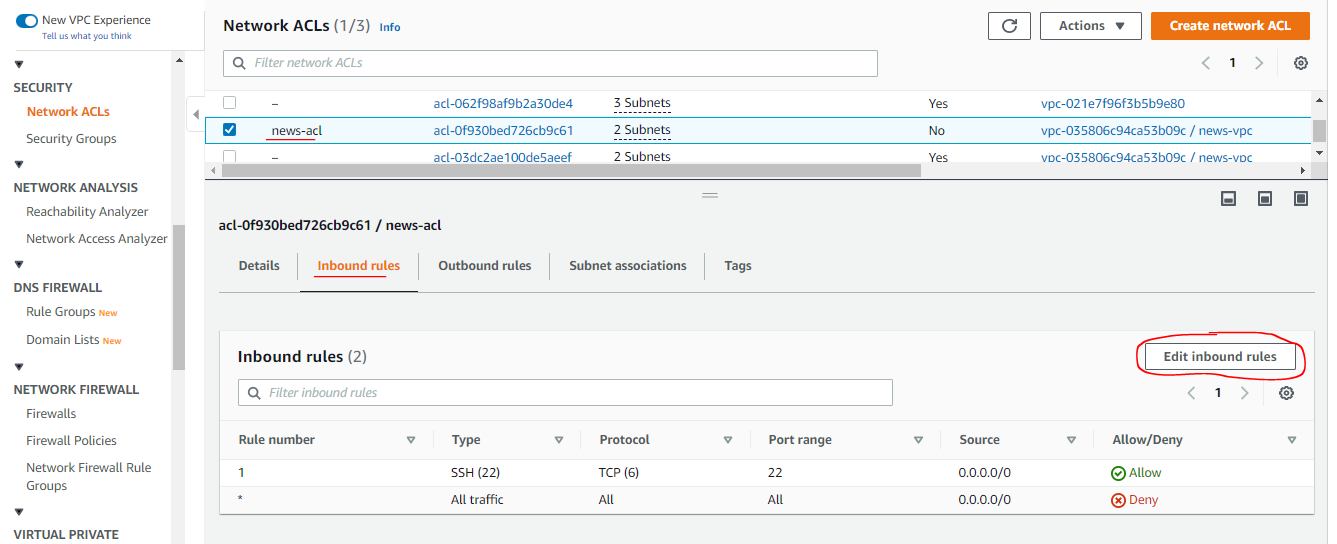 New VPC Experience
Tell us what you think
SECURITY
Network ACLs
Security Groups
NETWORK ANALYSIS
Reachability Analyzer
Network Access Analyzer
DNS FIREWALL
Rule Groups New
Domain Lists New
NETWORK FIREWALL
Firewalls
Firewall Policies
Network Firewall Rule
Groups
VIRTUAL PRIVATE
Network ACLs (1/3) Info
Actions
Create network ACL
Filter network ACLs
1
– acl-062f98af9b2a30de4 3 Subnets Yes vpc-021e7f96f3b5b9e80
news-acl acl-0f930bed726cb9c61 2 Subnets No vpc-035806c94ca53b09c / news-vpc
– acl-03dc2ae100de5aeef 2 Subnets Yes vpc-035806c94ca53b09c / news-vpc
acl-0f930bed726cb9c61 / news-acl
Details Inbound rules Outbound rules Subnet associations Tags
Inbound rules (2)
Edit inbound rules
Filter inbound rules
1
Rule number Type Protocol Port range Source Allow/Deny
1 SSH (22) TCP (6) 22 0.0.0.0/0 Allow
* All traffic All All 0.0.0.0/0 Deny